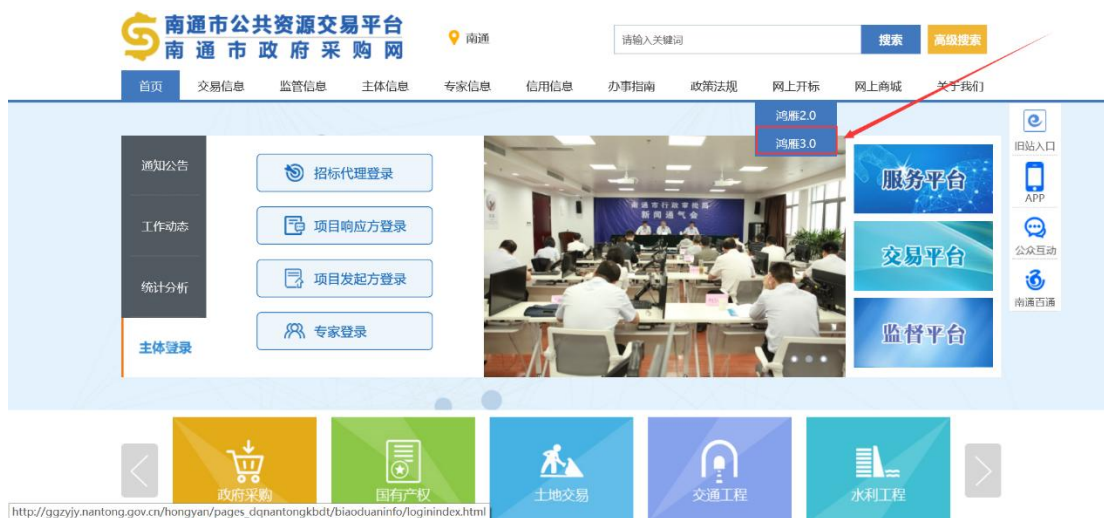 南通市公共资源交易平台
南通市政府采购网
南通
请输入关键词
搜索
高级搜索
首页
交易信息
监管信息
主体信息
专家信息
信用信息
办事指南
政策法规
网上开标
网上商城
关于我们
鸿雁2.0
鸿雁3.0
通知公告
工作动态
统计分析
主体登录
招标代理登录
项目响应方登录
项目发起方登录
专家登录
南通市行政审批局
新闻通气会
服务平台
交易平台
监督平台
旧站入口
APP
公众互动
南通百通
政府采购
国有产权
土地交易
交通工程
水利工程
http://ggzyjy.nantong.gov.cn/hongyan/pages_dqnantongkbdt/biaoduaninfo/loginindex.html